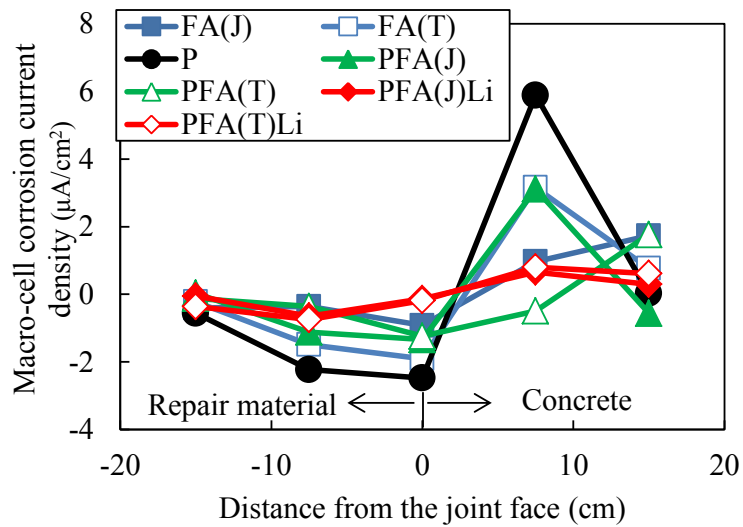 8
6
4
2
0
-2
-4
Macro-cell corrosion current
density (μA/cm²)
FA(J) FA(T)
P PFA(J)
PFA(T) PFA(J)Li
PFA(T)Li
Repair material Concrete
-20 -10 0 10 20
Distance from the joint face (cm)